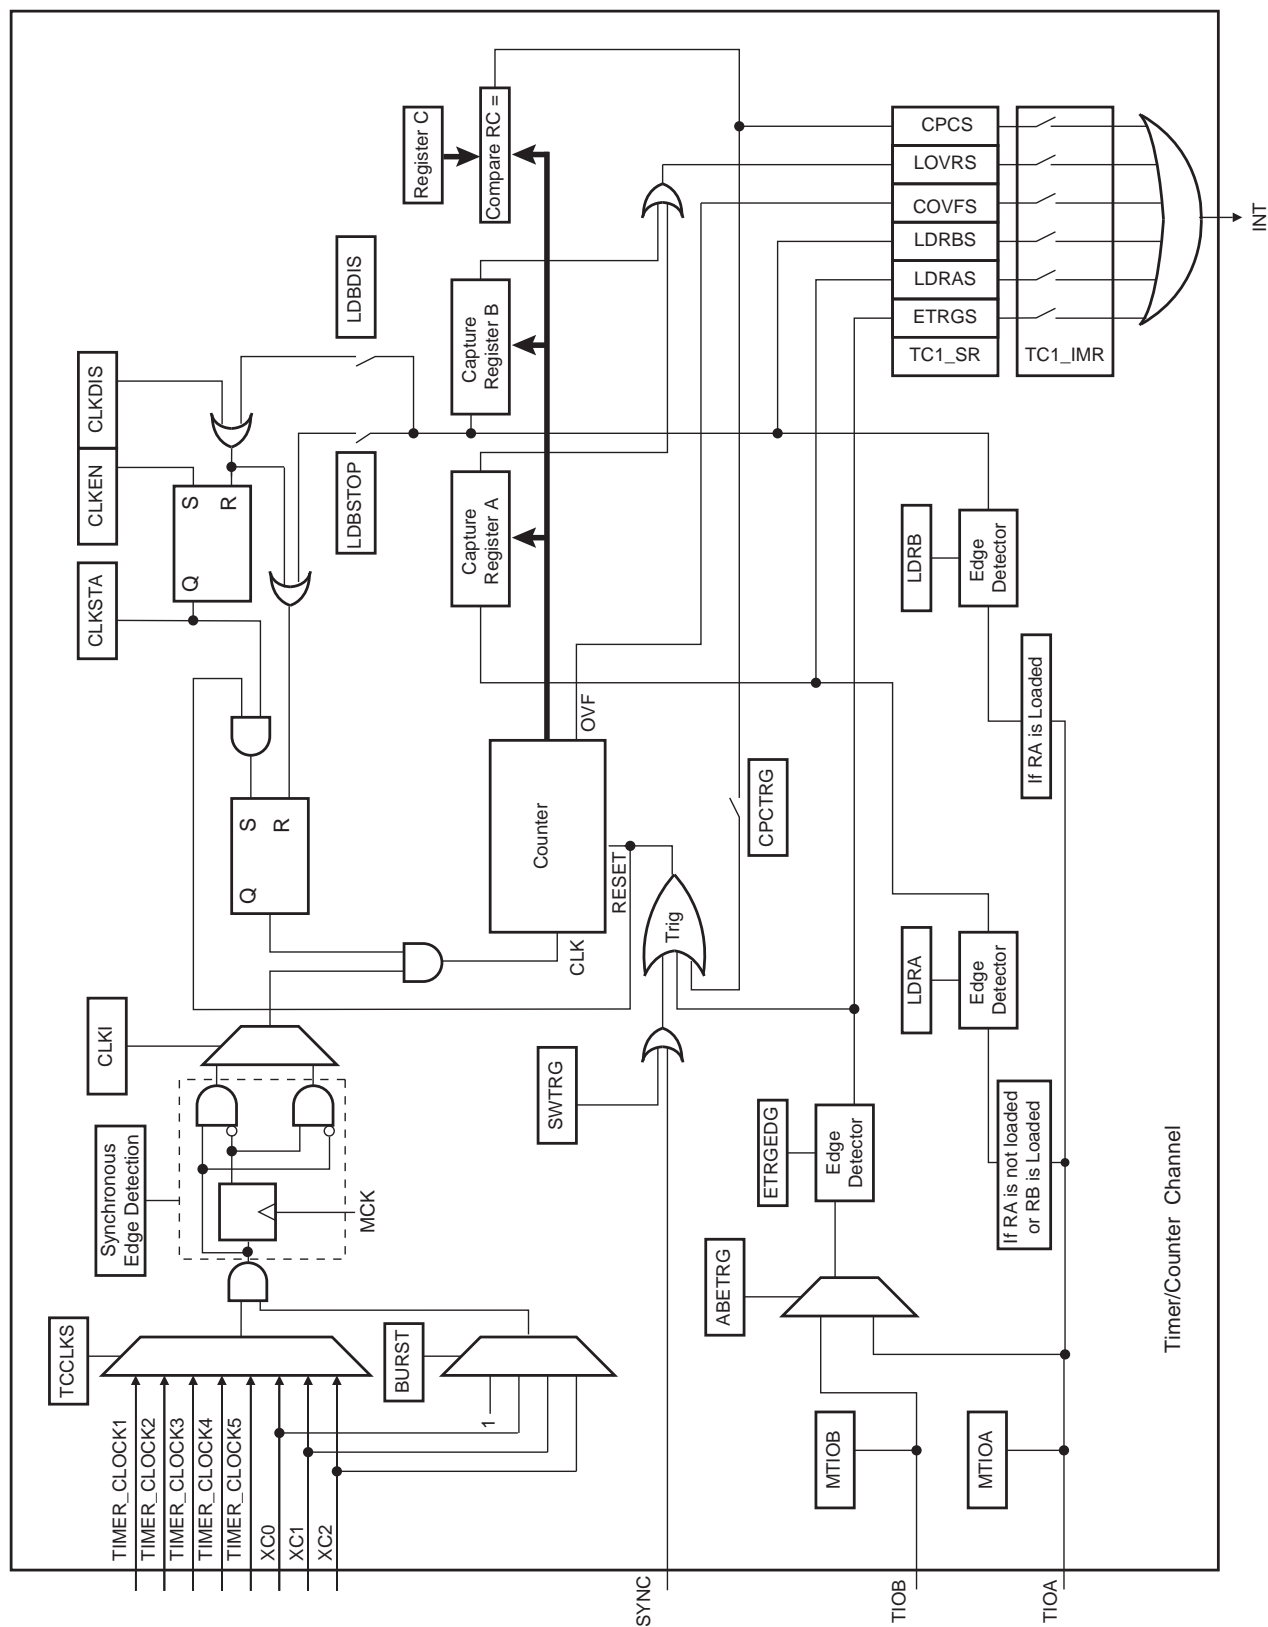 TCCLKS
TIMER_CLOCK1
TIMER_CLOCK2
TIMER_CLOCK3
TIMER_CLOCK4
TIMER_CLOCK5
XC0
XC1
XC2
BURST
1
Synchronous
Edge Detection
MCK
CLKI
CLKSTA
CLKEN
CLKDIS
Q
S
R
Q
S
R
LDBSTOP
LDBDIS
SYNC
SWTRG
Trig
CLK
RESET
Counter
OVF
Capture
Register A
Capture
Register B
Register C
Compare RC =
CPCTRG
TIOB
MTIOB
TIOA
MTIOA
ABETRG
ETRGEDG
Edge
Detector
LDRA
Edge
Detector
If RA is not loaded
or RB is Loaded
LDRB
Edge
Detector
If RA is Loaded
CPCS
LOVRS
COVFS
LDRBS
LDRAS
ETRGS
TC1_SR
TC1_IMR
INT
Timer/Counter Channel